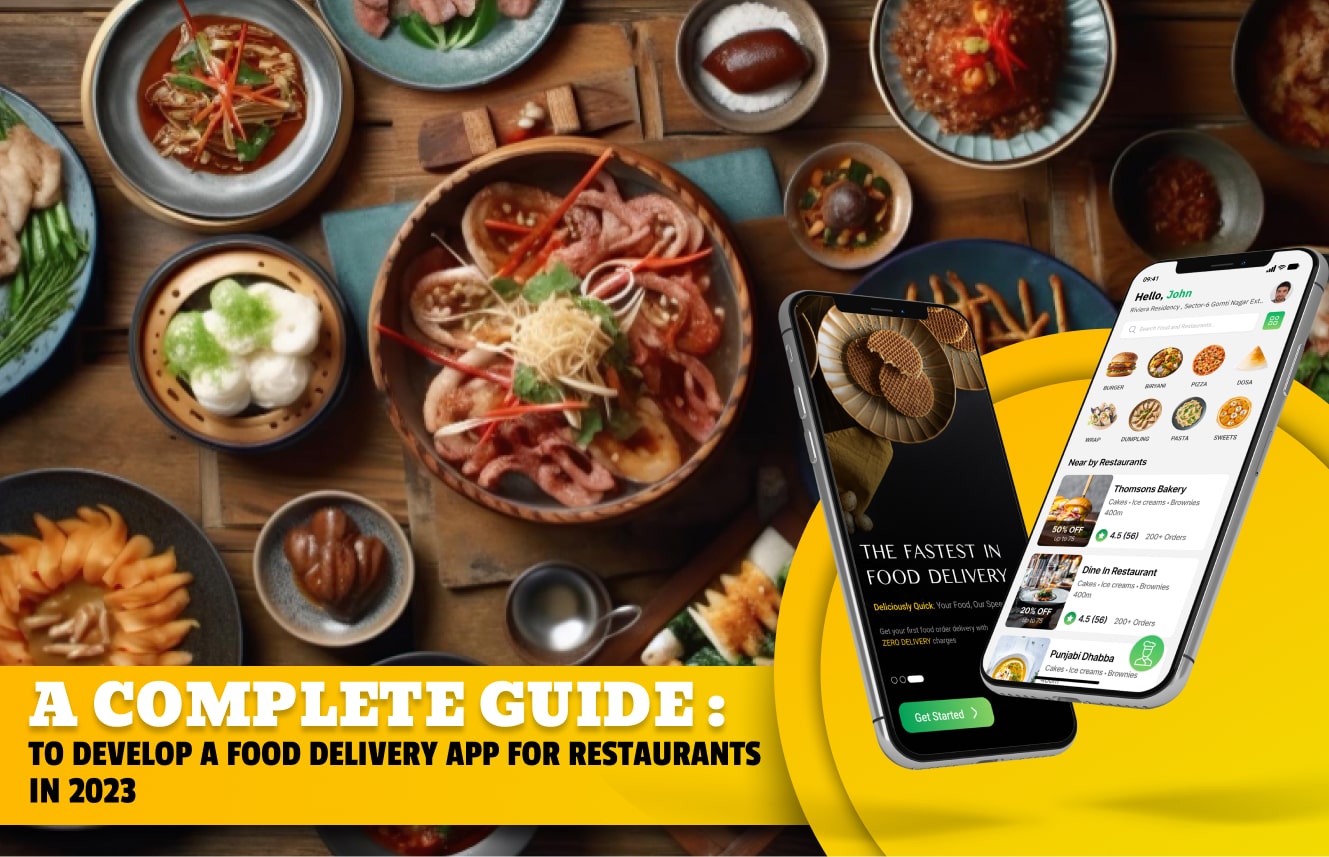 A COMPLETE GUIDE :
TO DEVELOP A FOOD DELIVERY APP FOR RESTAURANTS
IN 2023
THE FASTEST IN
FOOD DELIVERY
Deliciously Quick. Your Food, Our Spee
Get your first food order delivery with
ZERO DELIVERY charges
Get Started
09:41
Hello, John
Riviera Residency , Sector-6 Gomti Nagar Ext..
Search Food and Restaurants...
BURGER BIRYANI PIZZA DOSA
WRAP DUMPLING PASTA SWEETS
Near by Restaurants
Thomsons Bakery
Cakes • Ice creams • Brownies
400m
50% OFF
up to 75
4.5 (56) 200+ Orders
Dine in Restaurant
Cakes • Ice creams • Brownies
400m
20% OFF
up to 75
4.5 (56) 200+ Orders
Punjabi Dhabba
Cakes • Ice creams • Brownies